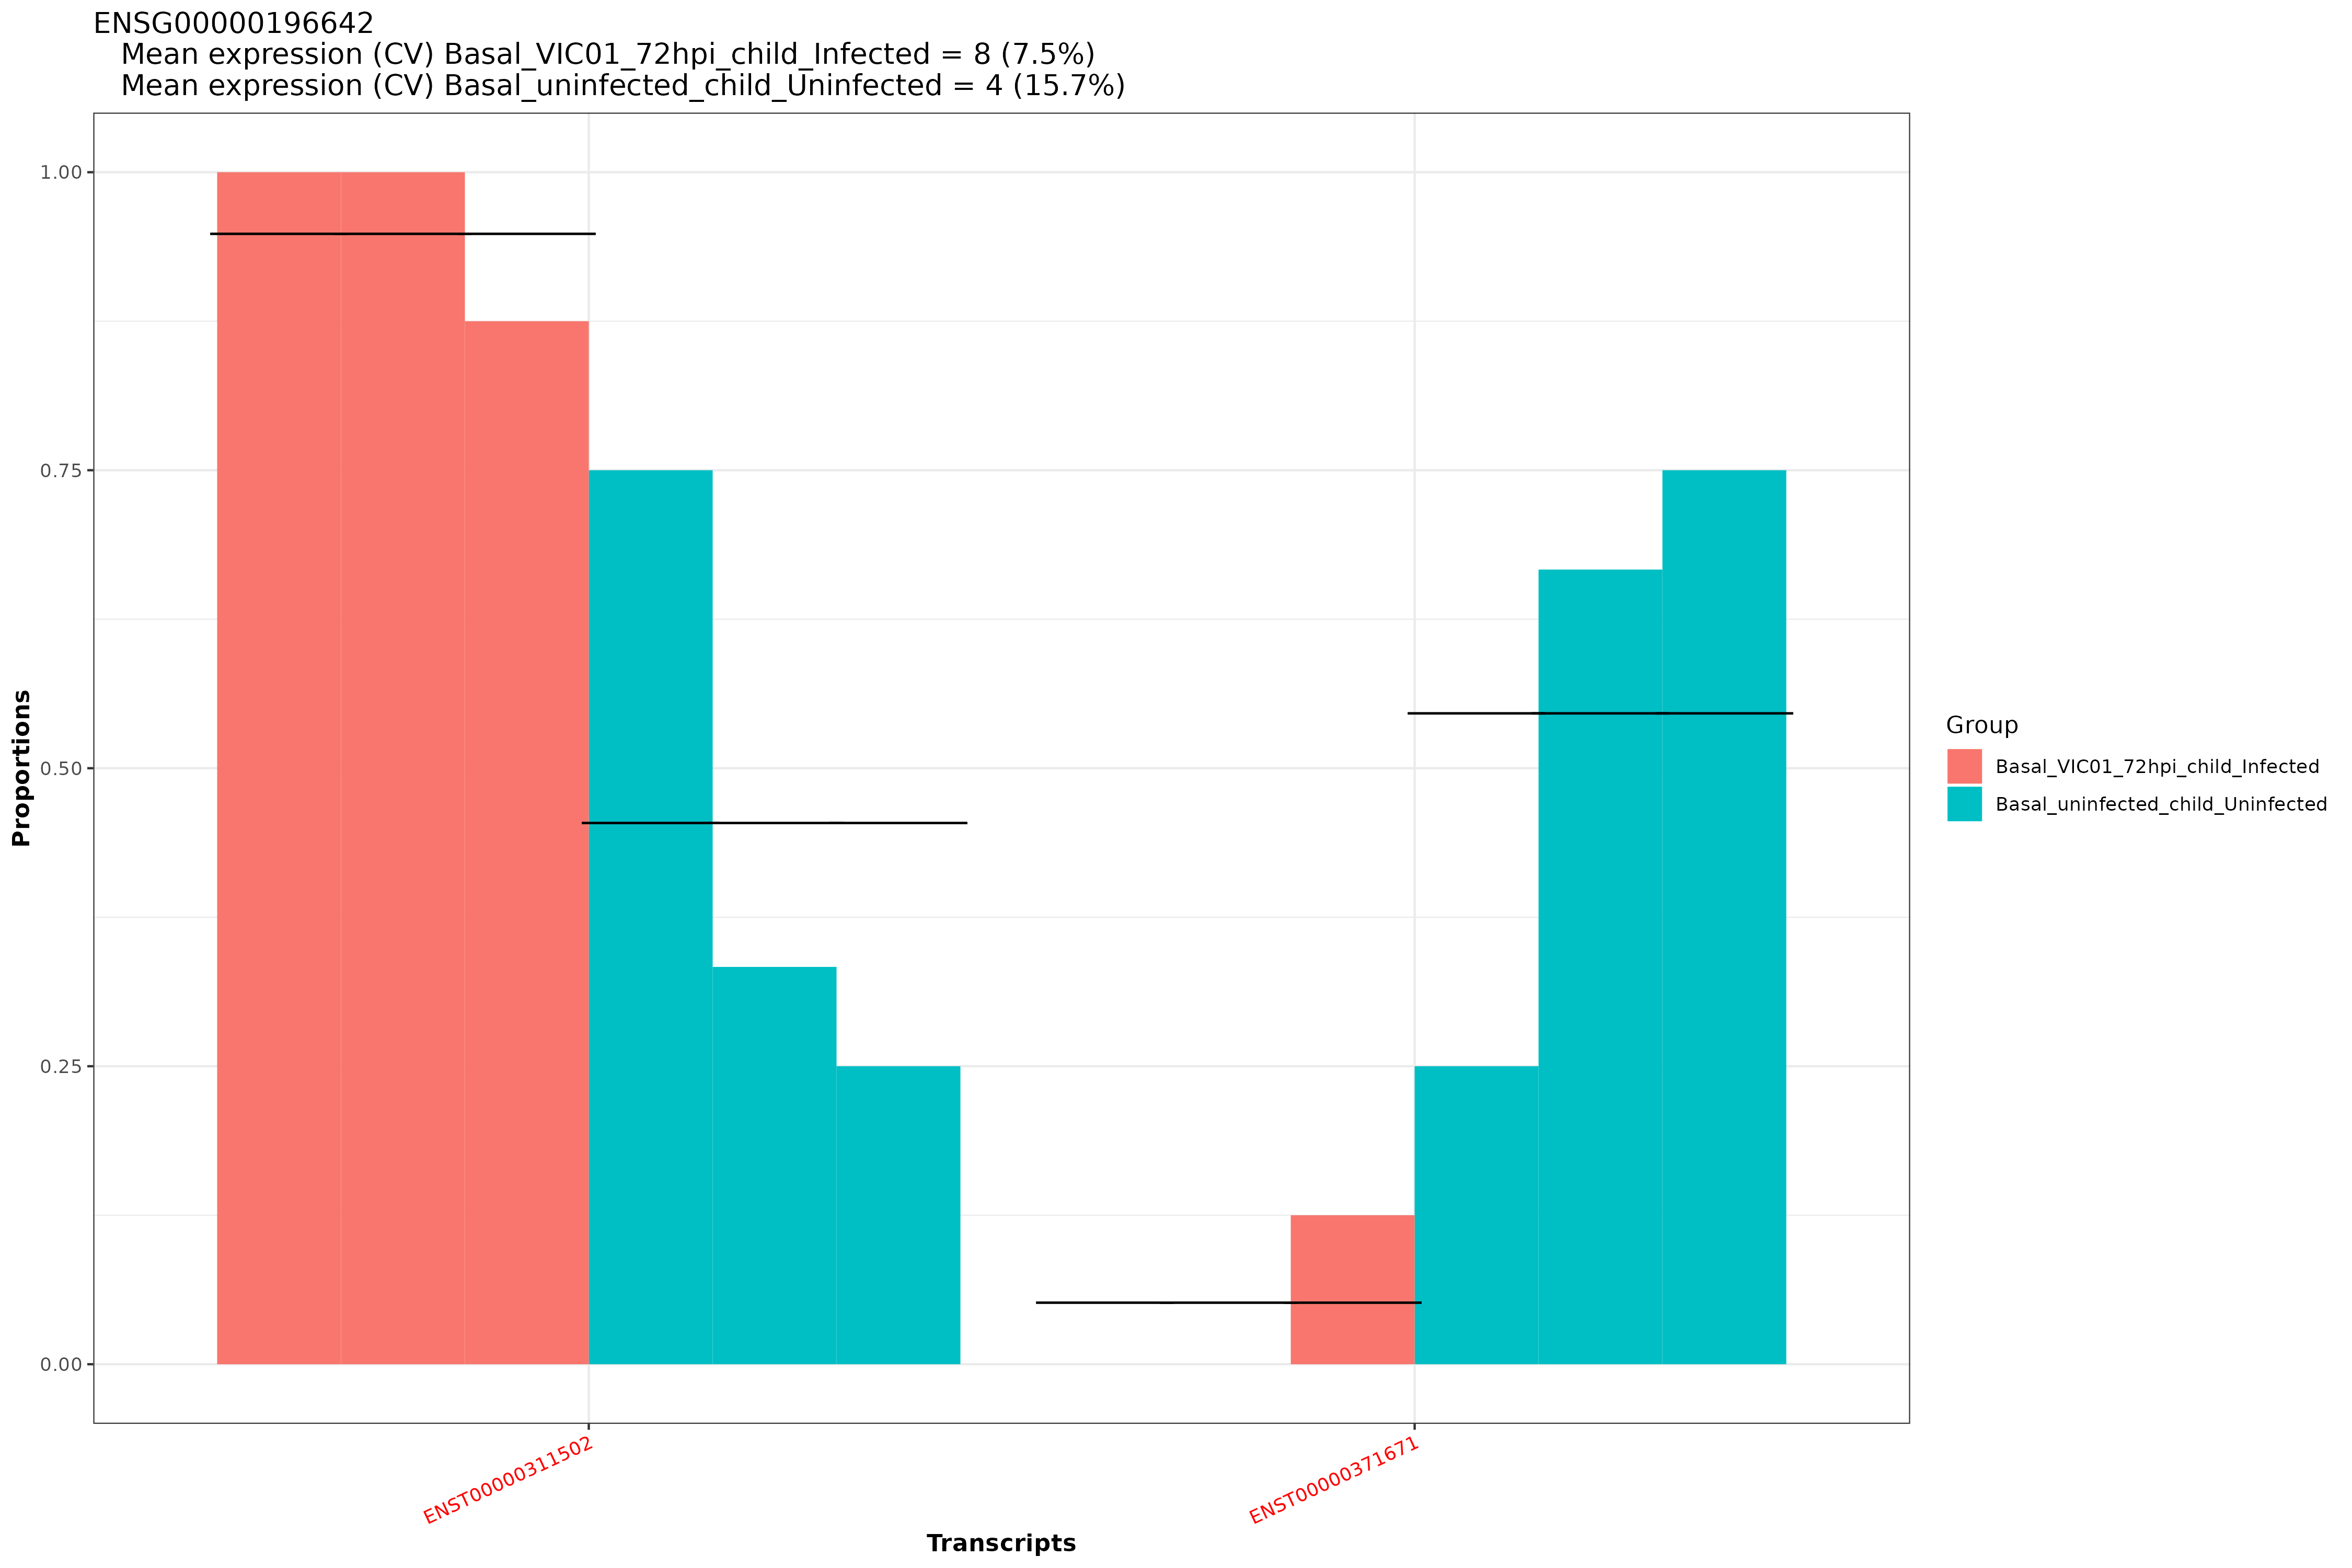 ENSG00000196642
Mean expression (CV) Basal_VIC01_72hpi_child_Infected = 8 (7.5%)
Mean expression (CV) Basal_uninfected_child_Uninfected = 4 (15.7%)
1.00
0.75
0.50
0.25
0.00
Proportions
ENST00000311502
ENST00000371671
Transcripts
Group
Basal_VIC01_72hpi_child_Infected
Basal_uninfected_child_Uninfected